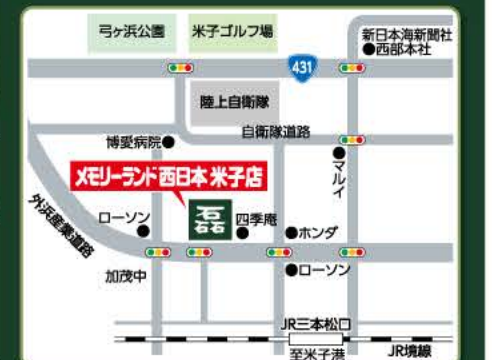 弓ヶ浜公園
米子ゴルフ場
新日本海新聞社
●西部本社
431
陸上自衛隊
自衛隊道路
博愛病院●
●マルイ
メモリーランド西日本 米子店
外浜産業道路
ローソン●
磊
四季庵●
●ホンダ
加茂中
●ローソン
JR三本松口
至米子港
JR境線